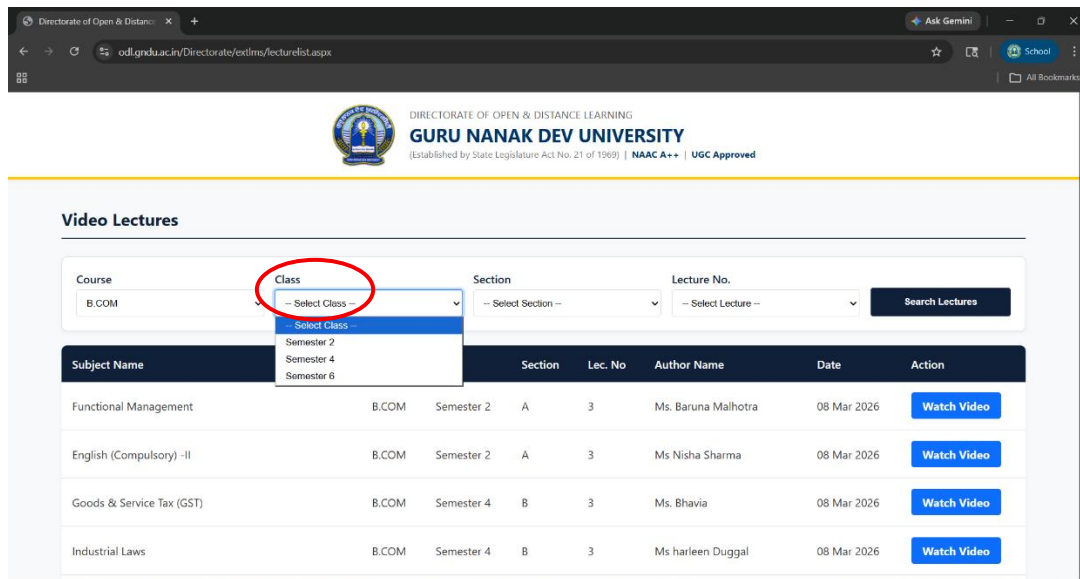 Directorate of Open & Distanc
Ask Gemini
odl.gndu.ac.in/Directorate/extlms/lecturelist.aspx
School
All Bookmarks
DIRECTORATE OF OPEN & DISTANCE LEARNING
GURU NANAK DEV UNIVERSITY
(Established by State Legislature Act No. 21 of 1969) | NAAC A++ | UGC Approved
Video Lectures
Course Class Section Lecture No.
B.COM -- Select Class -- -- Select Section -- -- Select Lecture -- Search Lectures
-- Select Class --
Semester 2
Semester 4
Semester 6
Subject Name Section Lec. No Author Name Date Action
Functional Management B.COM Semester 2 A 3 Ms. Baruna Malhotra 08 Mar 2026 Watch Video
English (Compulsory) -II B.COM Semester 2 A 3 Ms Nisha Sharma 08 Mar 2026 Watch Video
Goods & Service Tax (GST) B.COM Semester 4 B 3 Ms. Bhavia 08 Mar 2026 Watch Video
Industrial Laws B.COM Semester 4 B 3 Ms harleen Duggal 08 Mar 2026 Watch Video